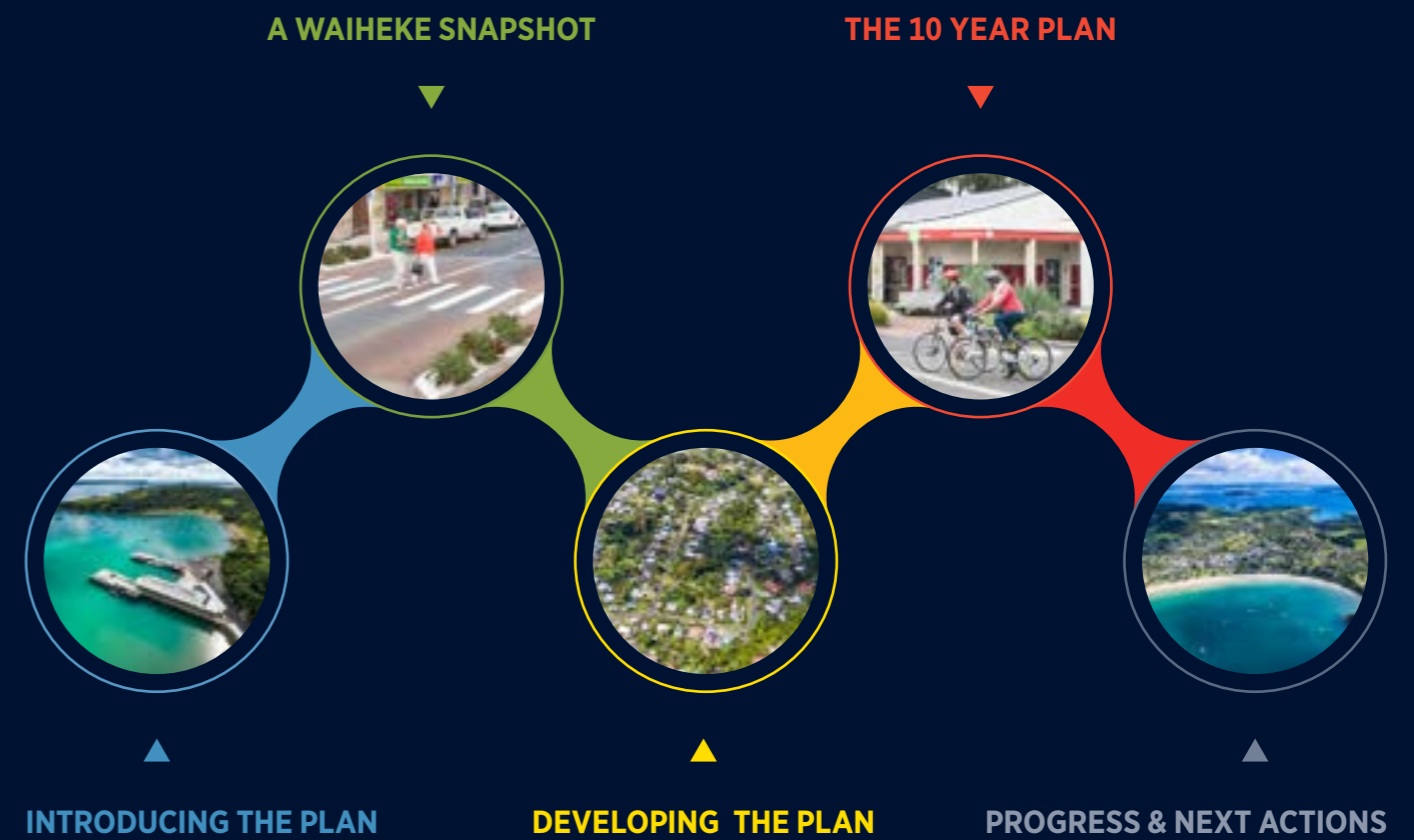 A WAIHEKE SNAPSHOT
THE 10 YEAR PLAN
INTRODUCING THE PLAN
DEVELOPING THE PLAN
PROGRESS & NEXT ACTIONS